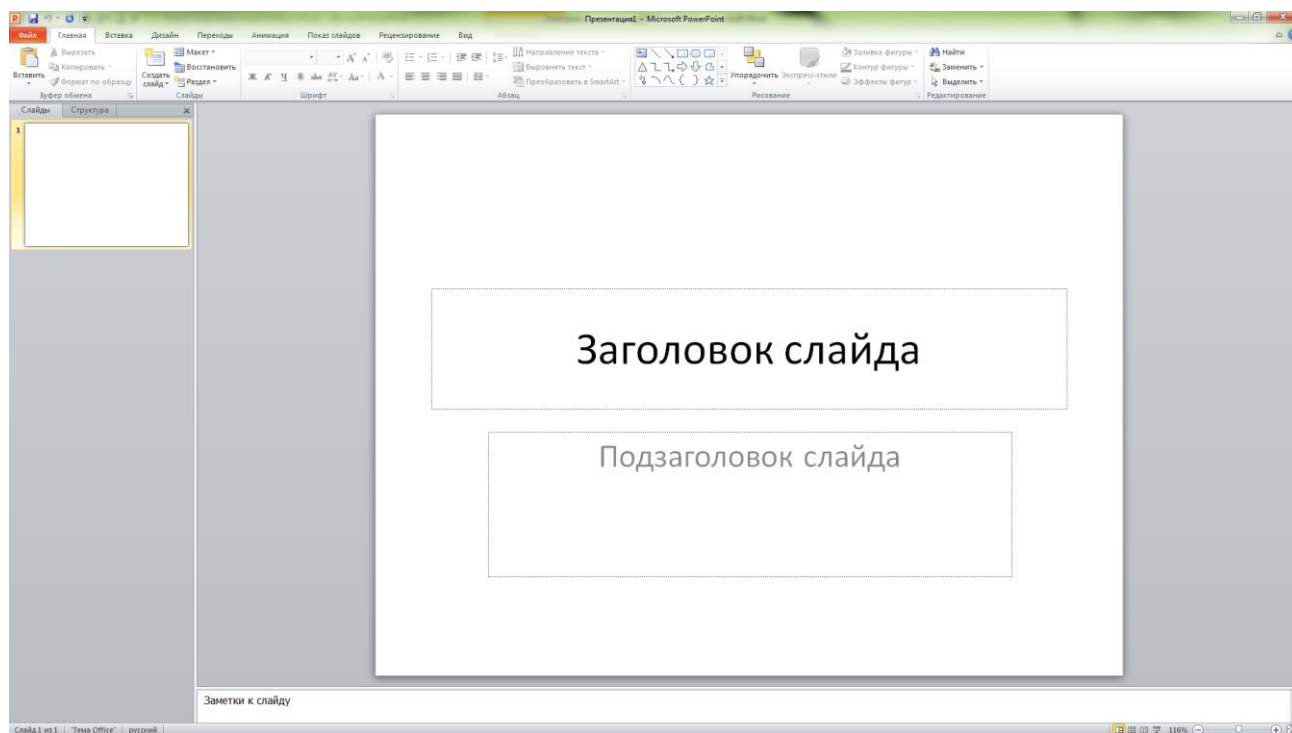 Презентация1 - Microsoft PowerPoint
Файл Главная Вставка Дизайн Переходы Анимация Показ слайдов Рецензирование Вид
Вставить
Вырезать
Копировать
Формат по образцу
Буфер обмена
Создать слайд
Макет
Восстановить
Раздел
Слайды
Ж К Ч S abc AV Aa А
Шрифт
Направление текста
Выровнять текст
Преобразовать в SmartArt
Абзац
Упорядочить
Экспресс-стили
Заливка фигуры
Контур фигуры
Эффекты фигур
Рисование
Найти
Заменить
Выделить
Редактирование
Слайды Структура
1
Заголовок слайда
Подзаголовок слайда
Заметки к слайду
Слайд 1 из 1 "Тема Office" русский 116%